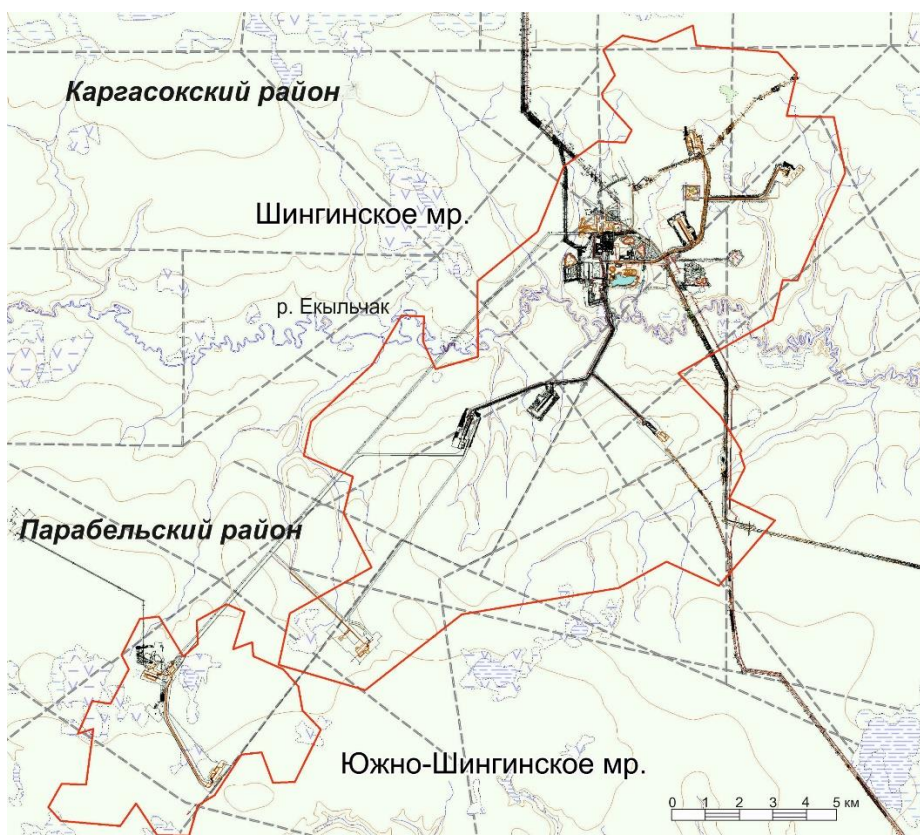 Каргасокский район
Шингинское мр.
р. Екыльчак
Парабельский район
Южно-Шингинское мр.
0 1 2 3 4 5 км